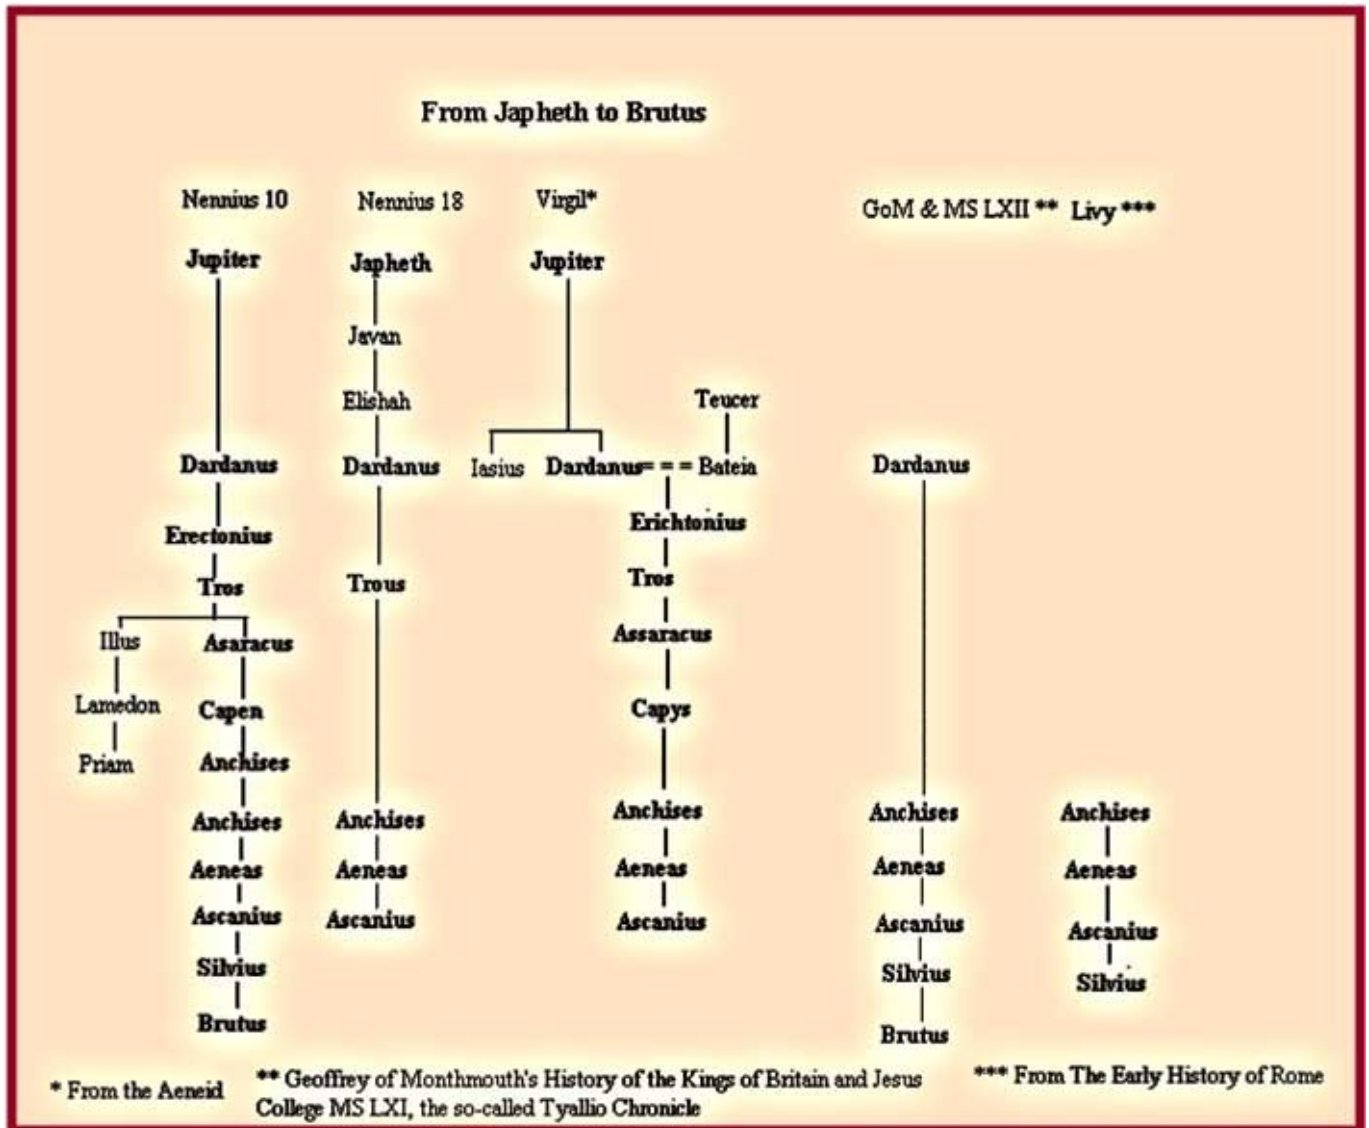 From Japheth to Brutus
Nennius 10
Nennius 18
Virgil*
GoM & MS LXII ** Livy ***
Jupiter
Japheth
Jupiter
Javan
Elishah
Teucer
Dardanus
Dardanus
Iasius
Dardanus= = = Bateia
Dardanus
Erectonius
Erichtonius
Tros
Trous
Tros
Illus
Asaracus
Assaracus
Lamedon
Capen
Capys
Priam
Anchises
Anchises
Anchises
Anchises
Anchises
Anchises
Aeneas
Aeneas
Aeneas
Aeneas
Aeneas
Ascanius
Ascanius
Ascanius
Ascanius
Ascanius
Silvius
Silvius
Silvius
Brutus
Brutus
* From the Aeneid
** Geoffrey of Monthmouth's History of the Kings of Britain and Jesus
College MS LXI, the so-called Tyallio Chronicle
*** From The Early History of Rome